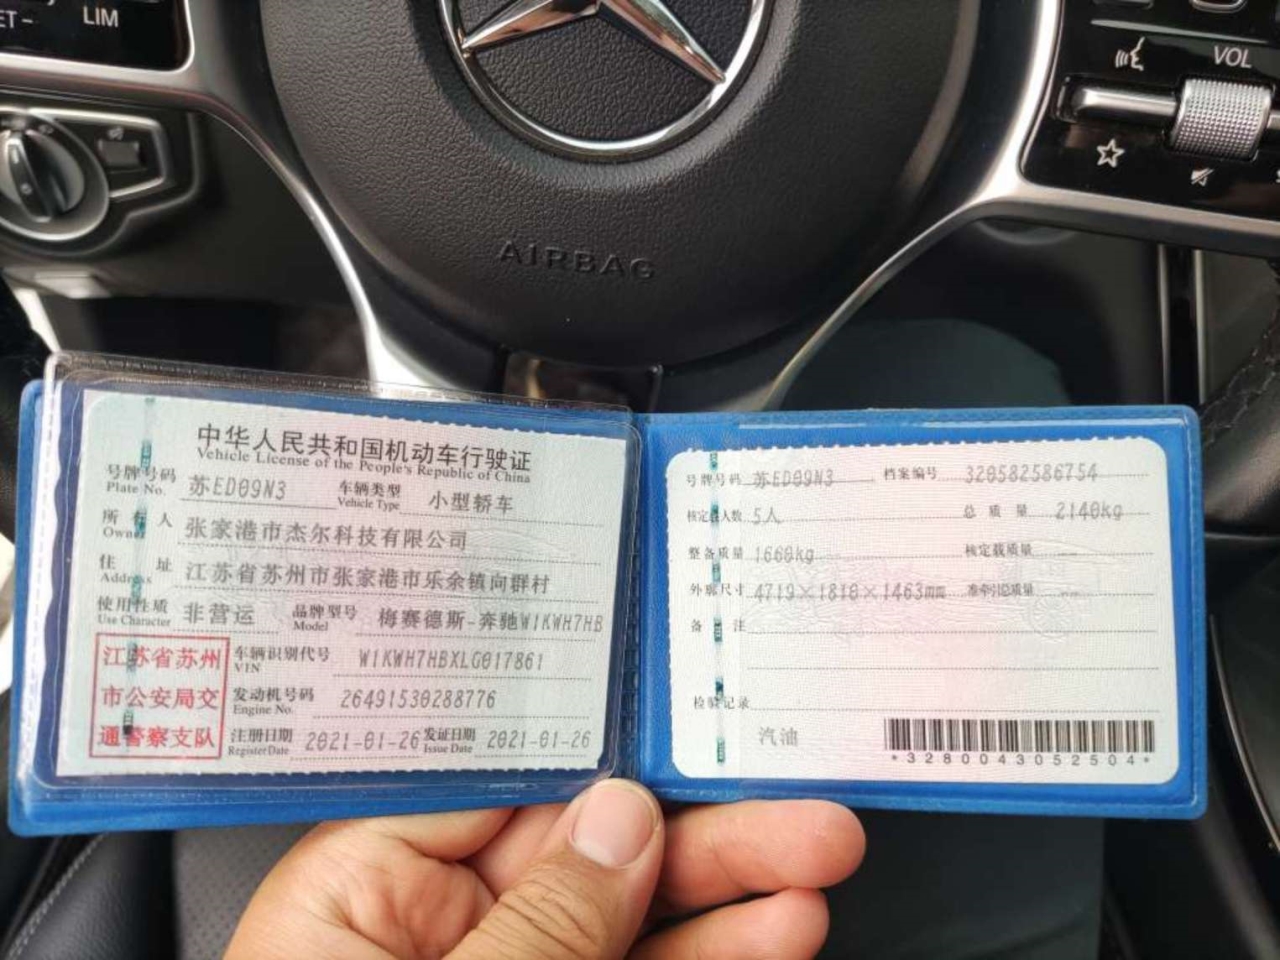 ET- LIM
VOL
AIRBAG
中华人民共和国机动车行驶证
Vehicle License of the People's Republic of China
号牌号码 苏ED09N3 车辆类型 小型轿车
Plate No. Vehicle Type
所有人 张家港市杰尔科技有限公司
Owner
住址 江苏省苏州市张家港市乐余镇向群村
Address
使用性质 非营运 品牌型号 梅赛德斯-奔驰W1KWH7HB
Use Character Model
江苏省苏州
市公安局交
通警察支队
车辆识别代号 W1KWH7HBXLG017861
VIN
发动机号码 26491530288776
Engine No.
注册日期 2021-01-26 发证日期 2021-01-26
Register Date Issue Date
号牌号码 苏ED09N3 档案编号 320582586754
核定载人数 5人 总质量 2140kg
整备质量 1660kg 核定载质量 --
外廓尺寸 4719×1810×1463mm 准牵引总质量 --
备注
检验记录
汽油
*3280043052504*